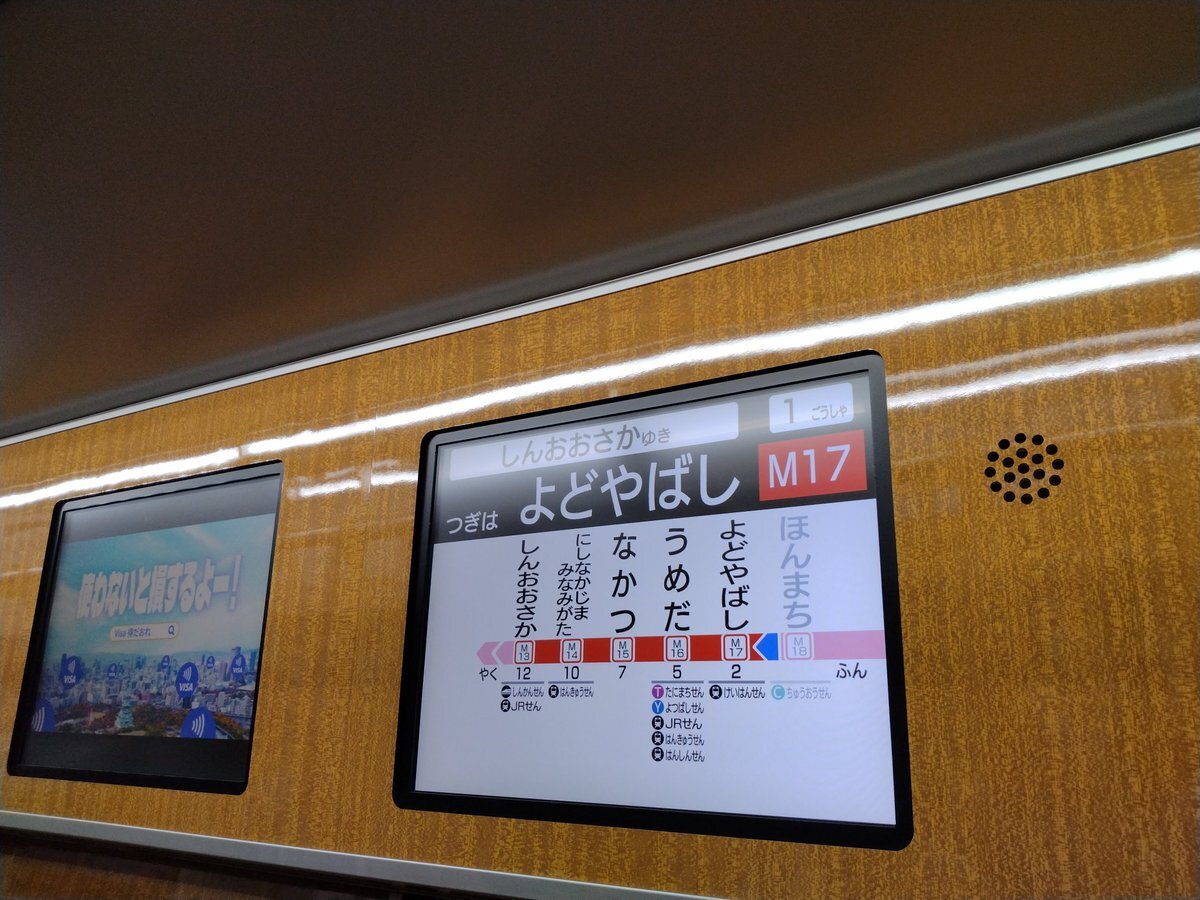 使わないと損するよー!
Visa 得だおれ
VISA
VISA
VISA
しんおおさかゆき
1 ごうしゃ
つぎは よどやばし M17
しんおおさか
にしなかじま
みなみがた
なかつ
うめだ
よどやばし
ほんまち
M13 M14 M15 M16 M17 M18
やく 12 10 7 5 2 ふん
しんかんせん
JRせん
はんきゅうせん
T たにまちせん
Y よつばしせん
JRせん
はんきゅうせん
はんしんせん
けいはんせん
C ちゅうおうせん